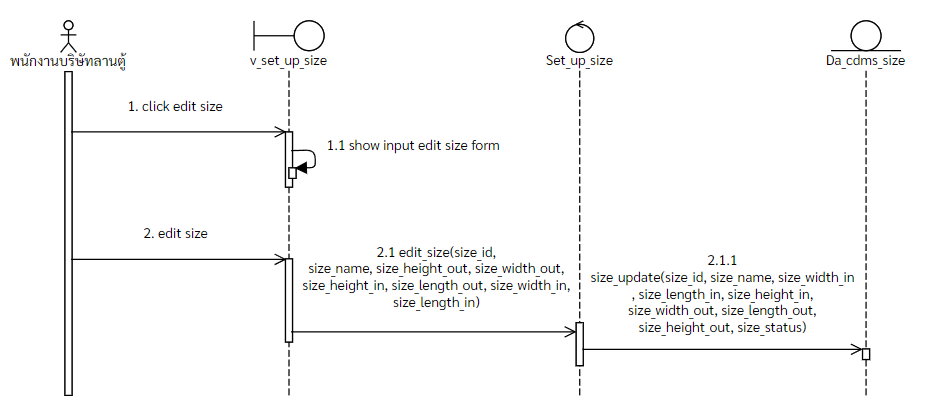 พนักงานบริษัทลานตู้
v_set_up_size
Set_up_size
Da_cdms_size
1. click edit size
1.1 show input edit size form
2. edit size
2.1 edit_size(size_id,
size_name, size_height_out, size_width_out,
size_height_in, size_length_out, size_width_in,
size_length_in)
2.1.1
size_update(size_id, size_name, size_width_in
, size_length_in, size_height_in,
size_width_out, size_length_out,
size_height_out, size_status)